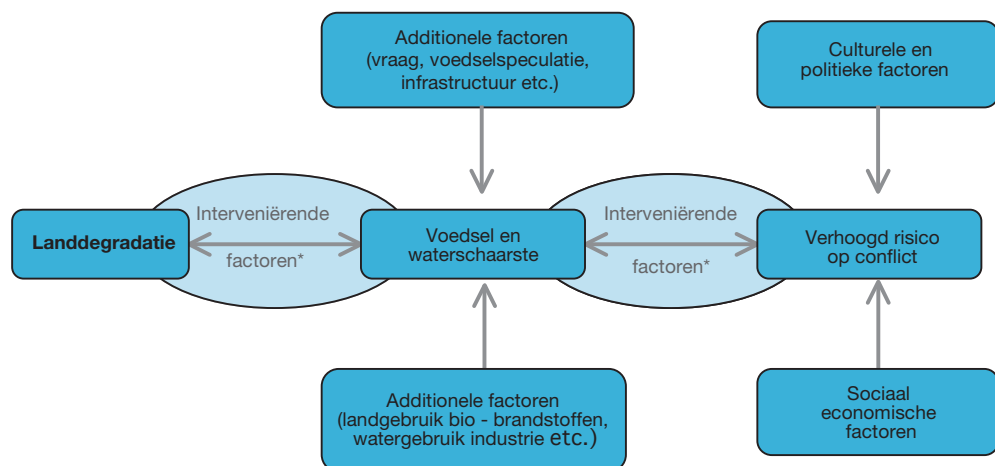 Additionele factoren
(vraag, voedselspeculatie,
infrastructuur etc.)
Culturele en
politieke factoren
Landdegradatie
Interveniërende
factoren*
Voedsel en
waterschaarste
Interveniërende
factoren*
Verhoogd risico
op conflict
Additionele factoren
(landgebruik bio - brandstoffen,
watergebruik industrie etc.)
Sociaal
economische
factoren